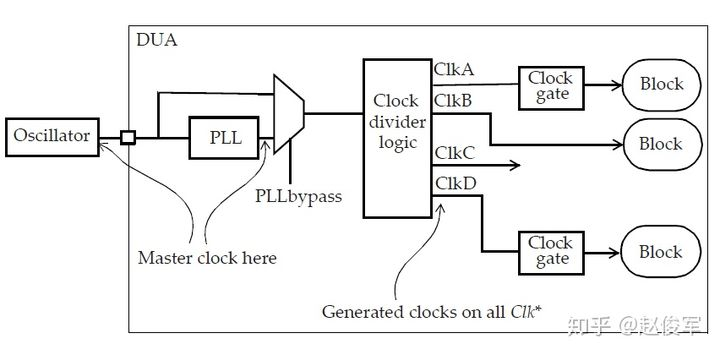 DUA
Oscillator
PLL
PLLbypass
Master clock here
Clock
divider
logic
ClkA
ClkB
ClkC
ClkD
Clock
gate
Block
Block
Clock
gate
Block
Generated clocks on all Clk*
知乎 @赵俊军